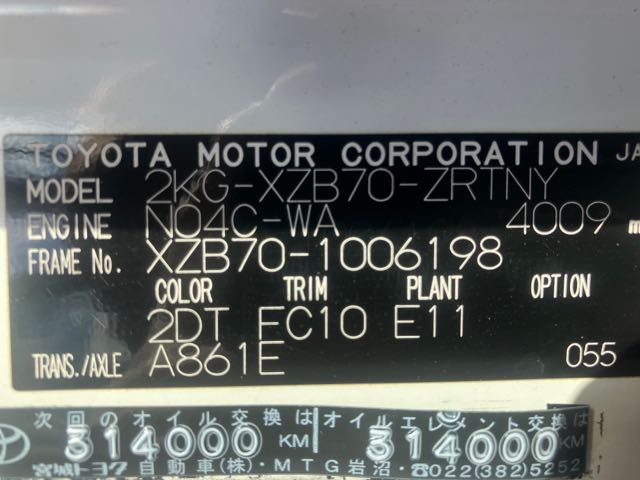 TOYOTA MOTOR CORPORATION JA
MODEL 2KG-XZB70-ZRTNY
ENGINE N04C-WA 4009 m
FRAME No. XZB70-1006198
COLOR TRIM PLANT OPTION
2DT FC10 E11
TRANS./AXLE A861E 055
次回のオイル交換は オイルエレメント交換は
314000 KM 314000 KM
宮城トヨタ自動車(株)・MTG岩沼・☎022(382)5252